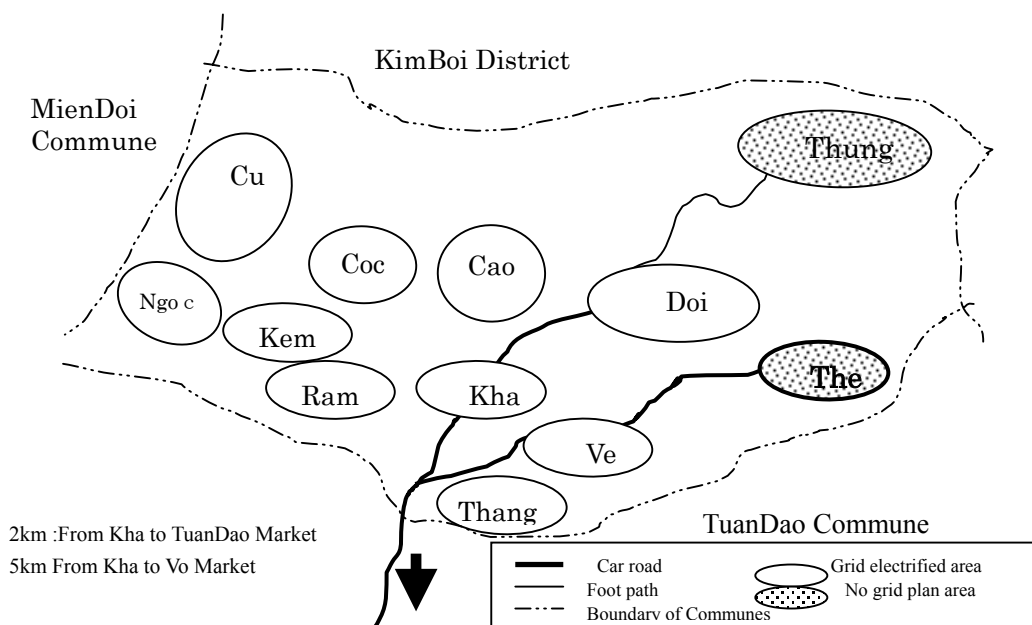 KimBoi District
MienDoi
Commune
Thung
Cu
Coc
Cao
Doi
Ngo c
Kem
The
Ram
Kha
Ve
Thang
2km :From Kha to TuanDao Market
5km From Kha to Vo Market
TuanDao Commune
Car road
Foot path
Boundary of Communes
Grid electrified area
No grid plan area